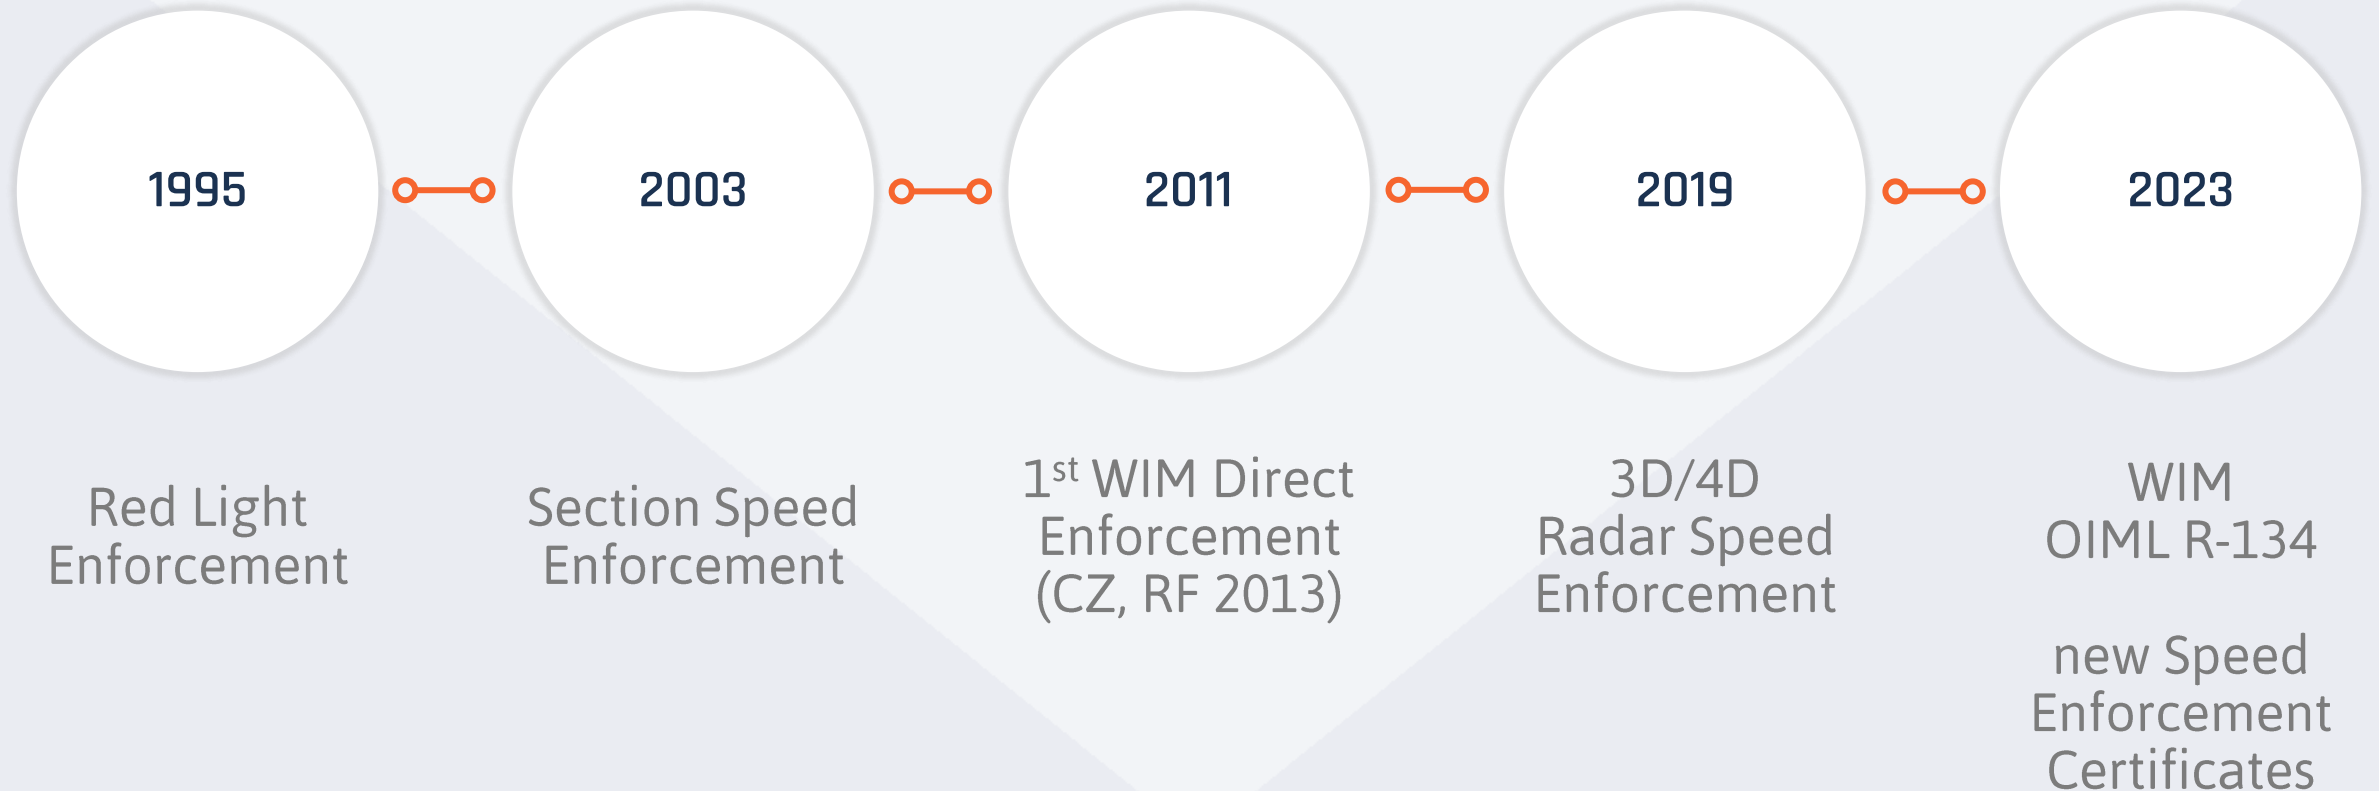 1995
2003
2011
2019
2023
Red Light
Enforcement
Section Speed
Enforcement
1st WIM Direct
Enforcement
(CZ, RF 2013)
3D/4D
Radar Speed
Enforcement
WIM
OIML R-134
new Speed
Enforcement
Certificates